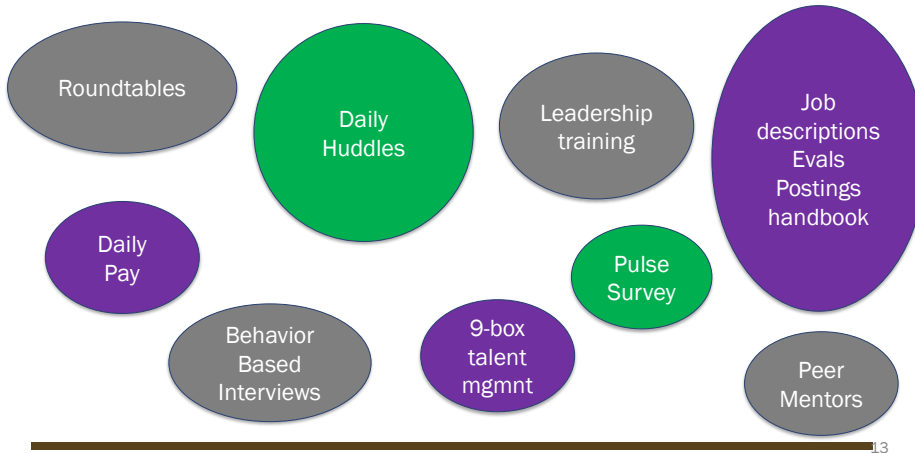 Roundtables
Daily
Huddles
Leadership
training
Job
descriptions
Evals
Postings
handbook
Daily
Pay
Pulse
Survey
Behavior
Based
Interviews
9-box
talent
mgmnt
Peer
Mentors
13